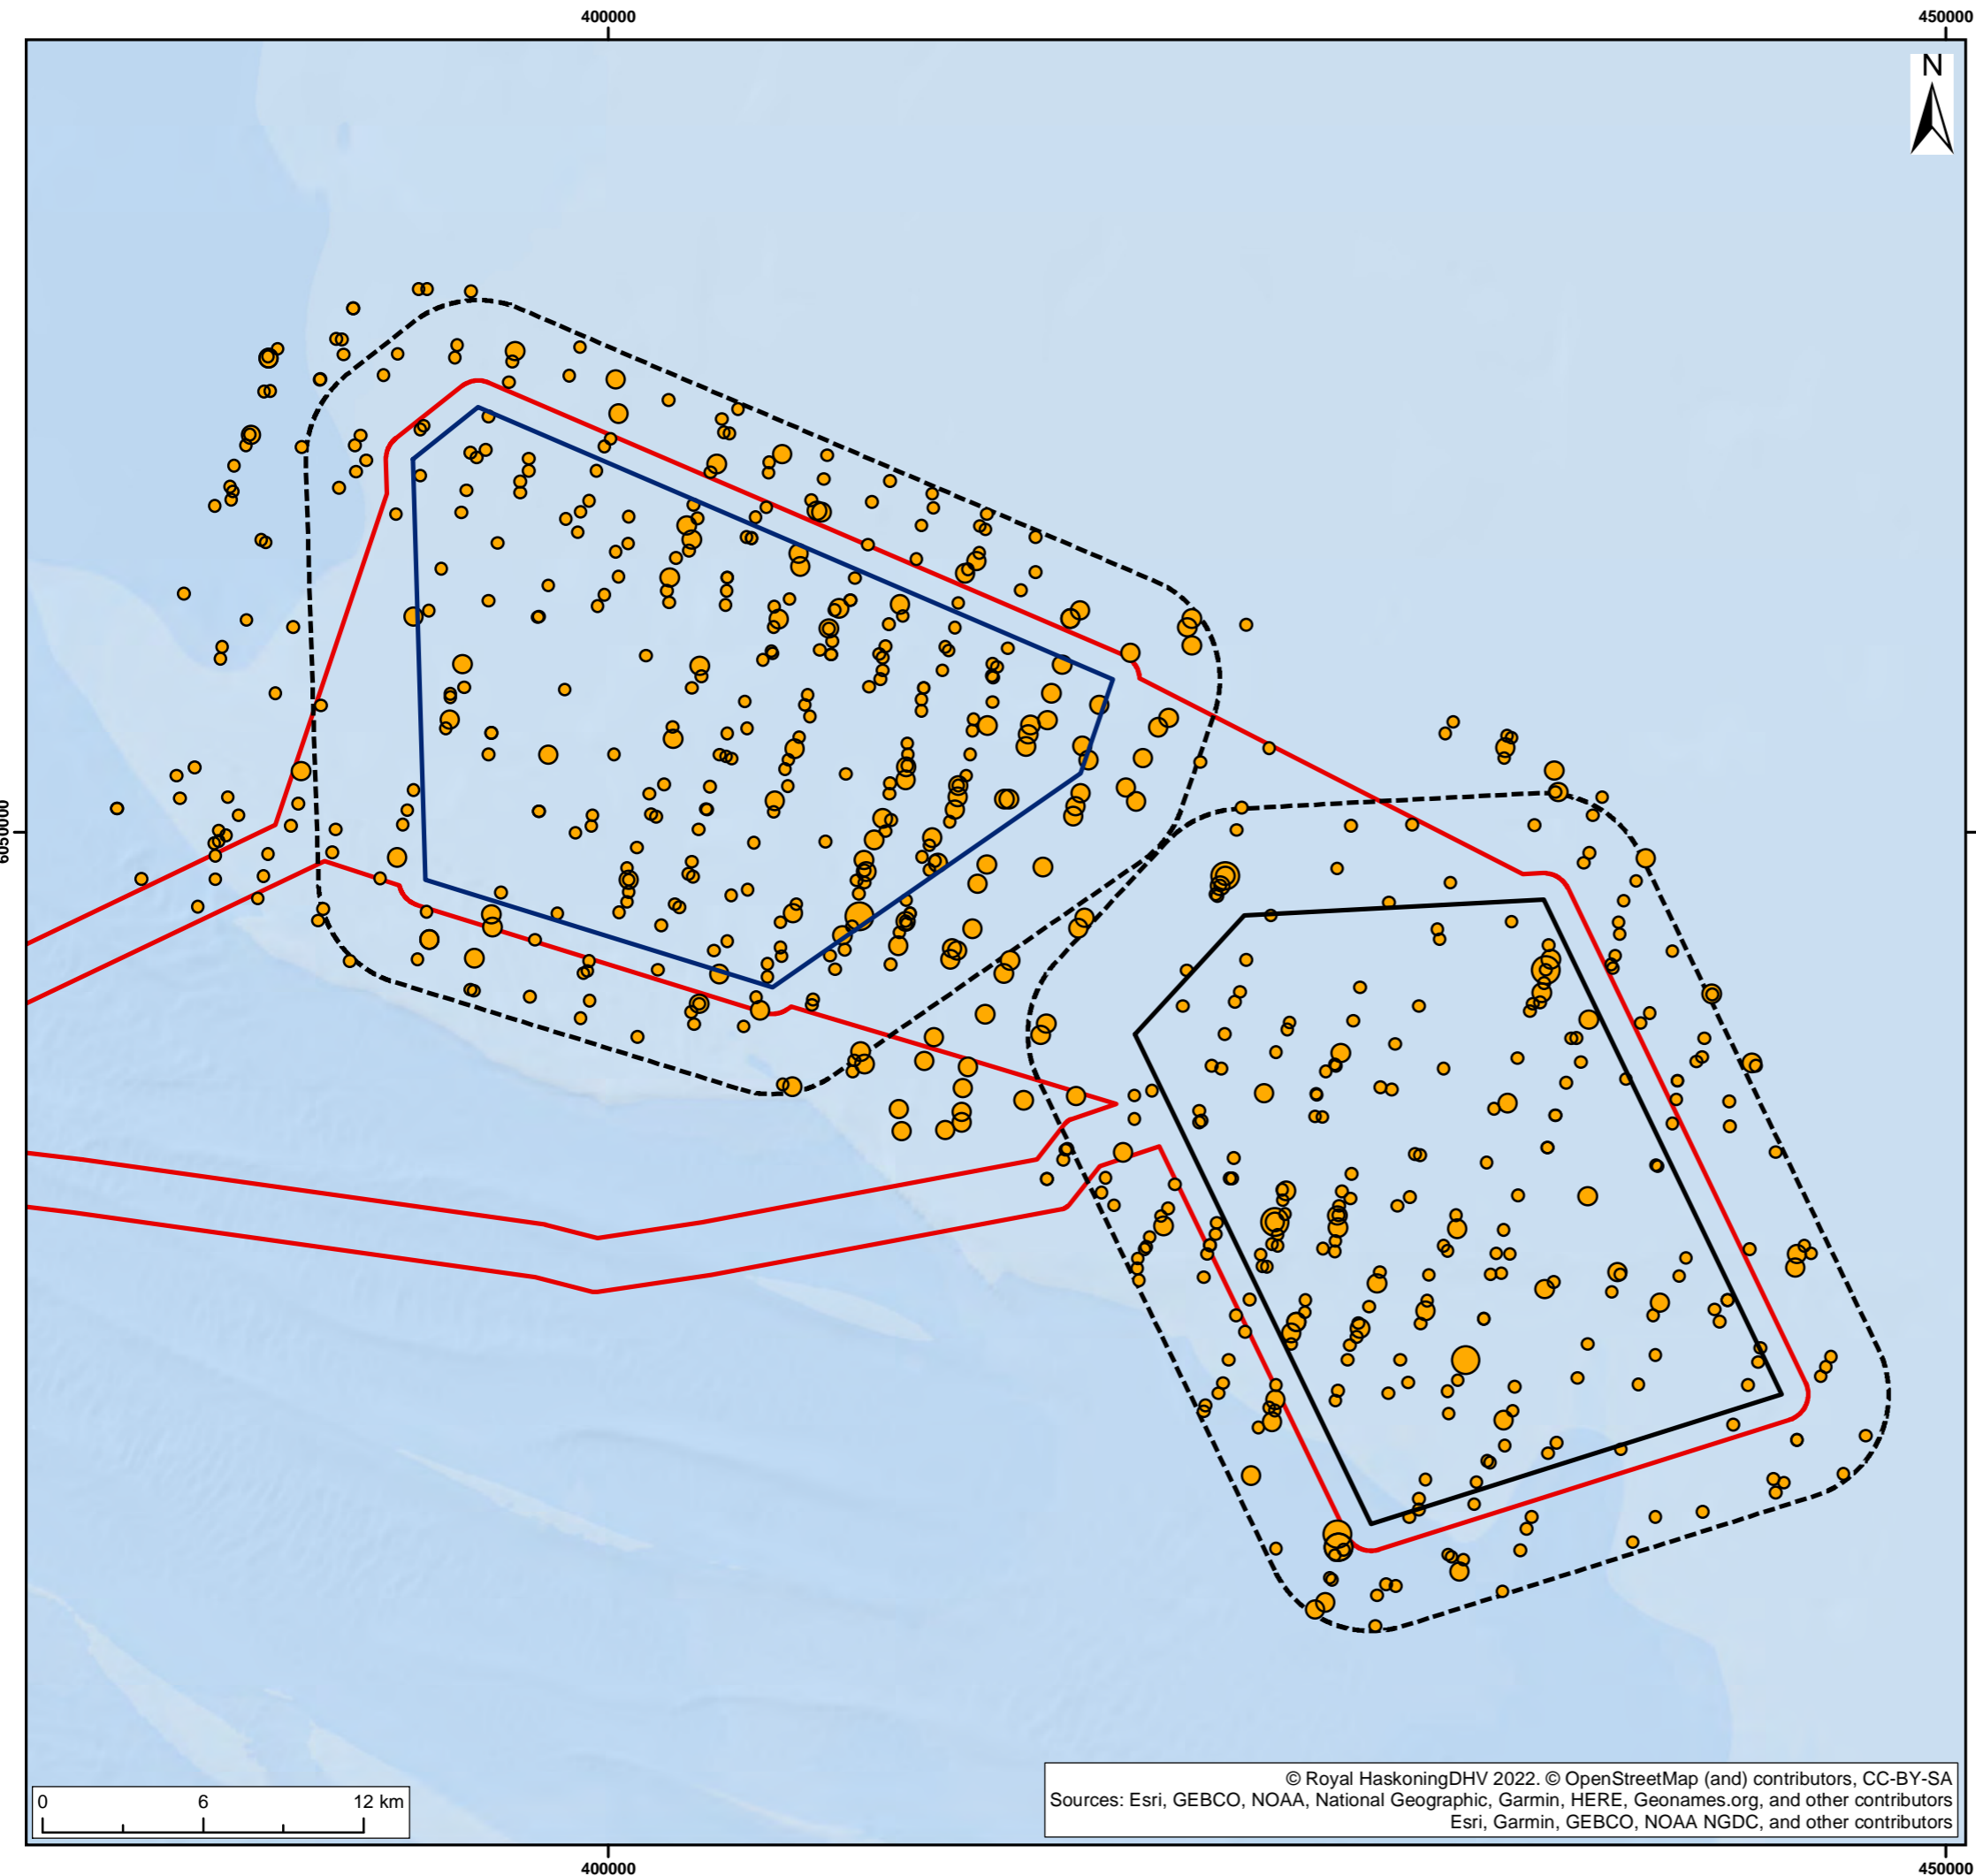 400000
450000
N
6050000
0 6 12 km
© Royal HaskoningDHV 2022. © OpenStreetMap (and) contributors, CC-BY-SA
Sources: Esri, GEBCO, NOAA, National Geographic, Garmin, HERE, Geonames.org, and other contributors
Esri, Garmin, GEBCO, NOAA NGDC, and other contributors
400000
450000